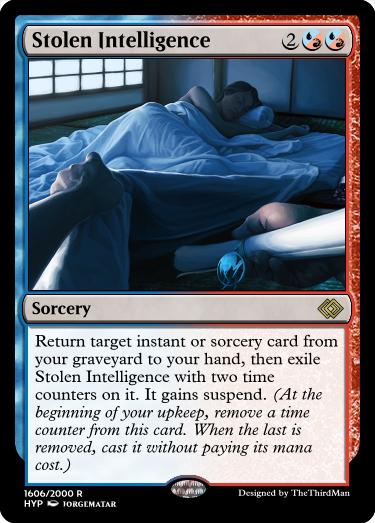 Stolen Intelligence 2
Sorcery
Return target instant or sorcery card from
your graveyard to your hand, then exile
Stolen Intelligence with two time
counters on it. It gains suspend. (At the
beginning of your upkeep, remove a time
counter from this card. When the last is
removed, cast it without paying its mana
cost.)
1606/2000 R
HYP JORGEMATAR Designed by TheThirdMan